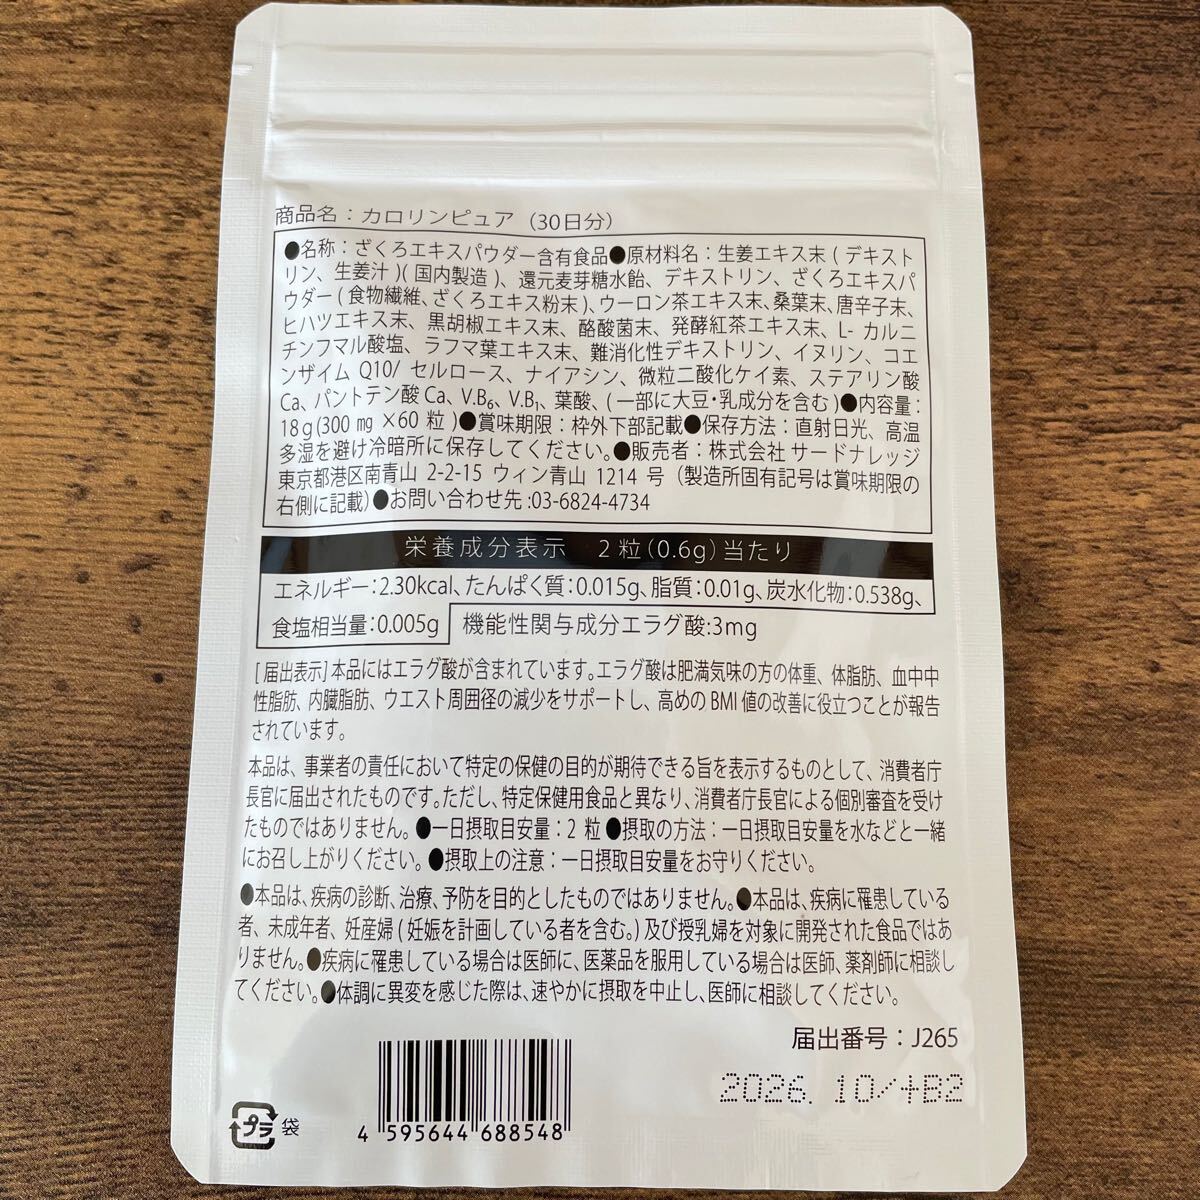 商品名：カロリンピュア（30日分）
●名称：ざくろエキスパウダー含有食品●原材料名：生姜エキス末 ( デキスト
リン、生姜汁 )( 国内製造 )、還元麦芽糖水飴、デキストリン、ざくろエキスパ
ウダー ( 食物繊維、ざくろエキス粉末 )、ウーロン茶エキス末、桑葉末、唐辛子末、
ヒハツエキス末、黒胡椒エキス末、酪酸菌末、発酵紅茶エキス末、L- カルニ
チンフマル酸塩、ラフマ葉エキス末、難消化性デキストリン、イヌリン、コエ
ンザイム Q10/ セルロース、ナイアシン、微粒二酸化ケイ素、ステアリン酸
Ca、パントテン酸 Ca、V.B₆、V.B₁、葉酸、( 一部に大豆・乳成分を含む )●内容量：
18g(300 ㎎ ×60 粒 )●賞味期限：枠外下部記載●保存方法：直射日光、高温
多湿を避け冷暗所に保存してください。●販売者：株式会社 サードナレッジ
東京都港区南青山 2-2-15 ウィン青山 1214 号（製造所固有記号は賞味期限の
右側に記載）●お問い合わせ先 :03-6824-4734
栄養成分表示 2 粒（0.6g）当たり
エネルギー：2.30kcal、たんぱく質：0.015g、脂質：0.01g、炭水化物：0.538g、
食塩相当量：0.005g 機能性関与成分エラグ酸:3mg
[ 届出表示 ] 本品にはエラグ酸が含まれています。エラグ酸は肥満気味の方の体重、体脂肪、血中中
性脂肪、内臓脂肪、ウエスト周囲径の減少をサポートし、高めの BMI 値の改善に役立つことが報告
されています。
本品は、事業者の責任において特定の保健の目的が期待できる旨を表示するものとして、消費者庁
長官に届出されたものです。ただし、特定保健用食品と異なり、消費者庁長官による個別審査を受け
たものではありません。●一日摂取目安量：2 粒 ●摂取の方法：一日摂取目安量を水などと一緒
にお召し上がりください。●摂取上の注意：一日摂取目安量をお守りください。
●本品は、疾病の診断、治療、予防を目的としたものではありません。●本品は、疾病に罹患している
者、未成年者、妊産婦 ( 妊娠を計画している者を含む。) 及び授乳婦を対象に開発された食品ではあ
りません。●疾病に罹患している場合は医師に、医薬品を服用している場合は医師、薬剤師に相談し
てください。●体調に異変を感じた際は、速やかに摂取を中止し、医師に相談してください。
届出番号：J265
2026. 10/+B2
プラ 袋
4 595644 688548